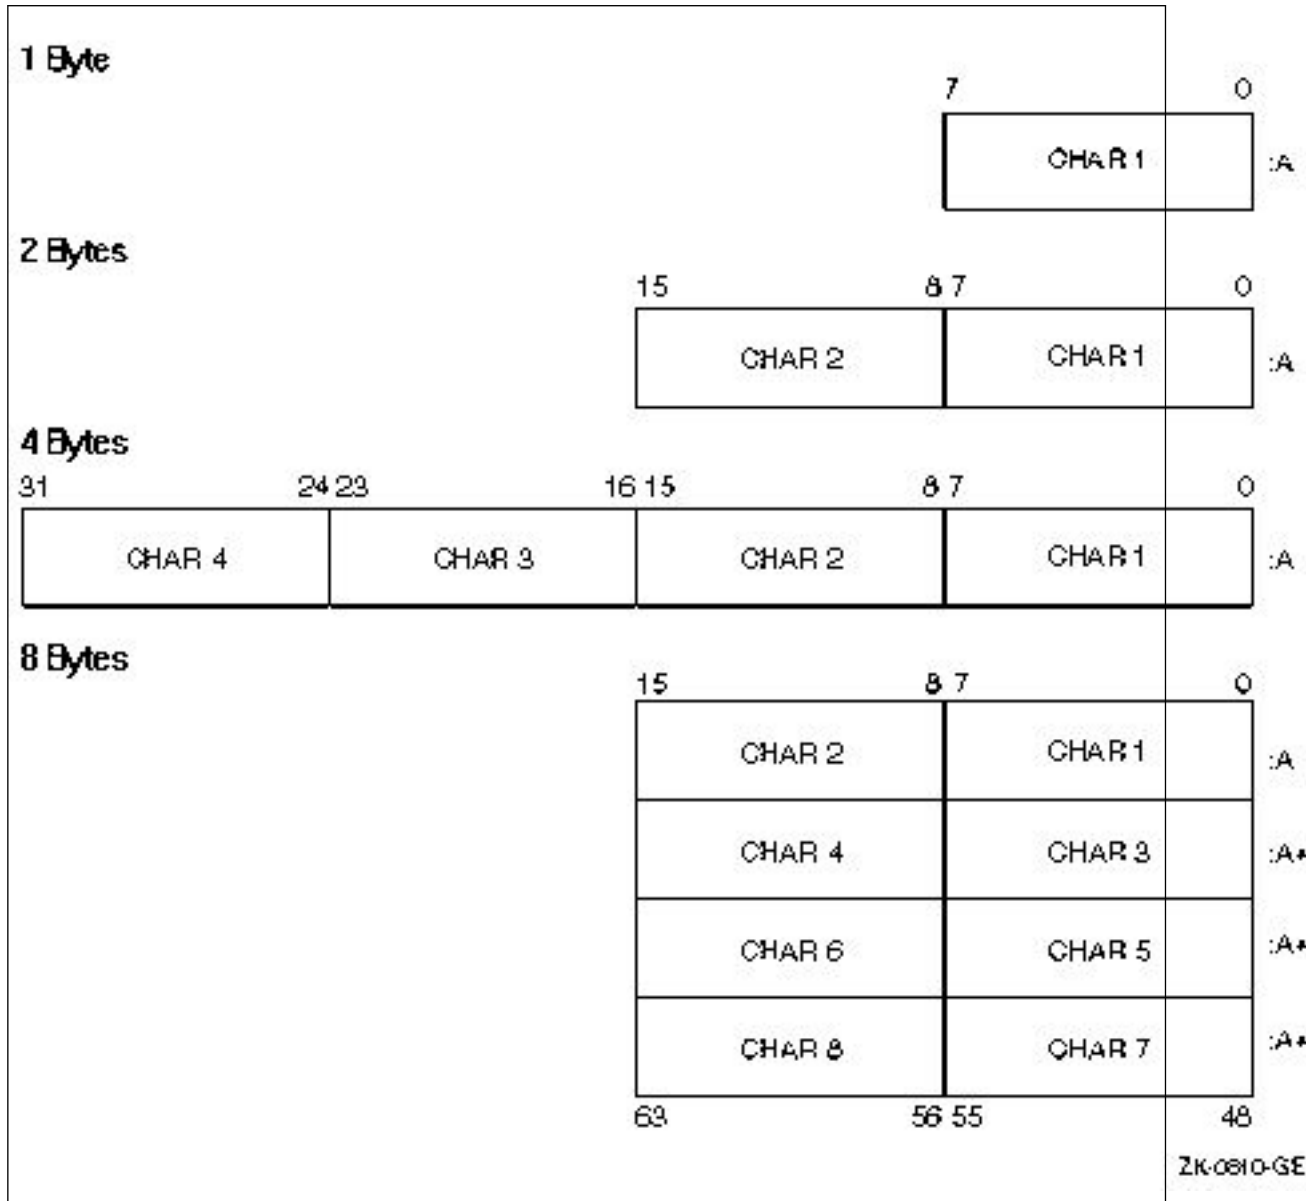 1 Byte
7 0
CHAR 1 :A
2 Bytes
15 8 7 0
CHAR 2 CHAR 1 :A
4 Bytes
31 24 23 16 15 8 7 0
CHAR 4 CHAR 3 CHAR 2 CHAR 1 :A
8 Bytes
15 8 7 0
CHAR 2 CHAR 1 :A
CHAR 4 CHAR 3 :A+
CHAR 6 CHAR 5 :A+
CHAR 8 CHAR 7 :A+
63 56 55 48
ZK-0810-GE